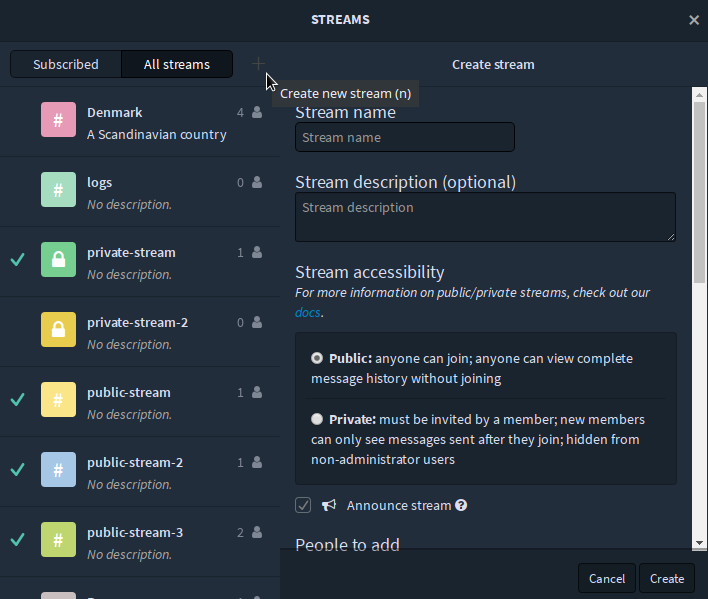 STREAMS
×
Subscribed
All streams
+
Create stream
Create new stream (n)
# Denmark 4
A Scandinavian country
# logs 0
No description.
private-stream 1
No description.
private-stream-2 0
No description.
# public-stream 1
No description.
# public-stream-2 1
No description.
# public-stream-3 2
No description.
Stream name
Stream name
Stream description (optional)
Stream description
Stream accessibility
For more information on public/private streams, check out our
docs.
Public: anyone can join; anyone can view complete
message history without joining
Private: must be invited by a member; new members
can only see messages sent after they join; hidden from
non-administrator users
Announce stream ?
People to add
Cancel
Create